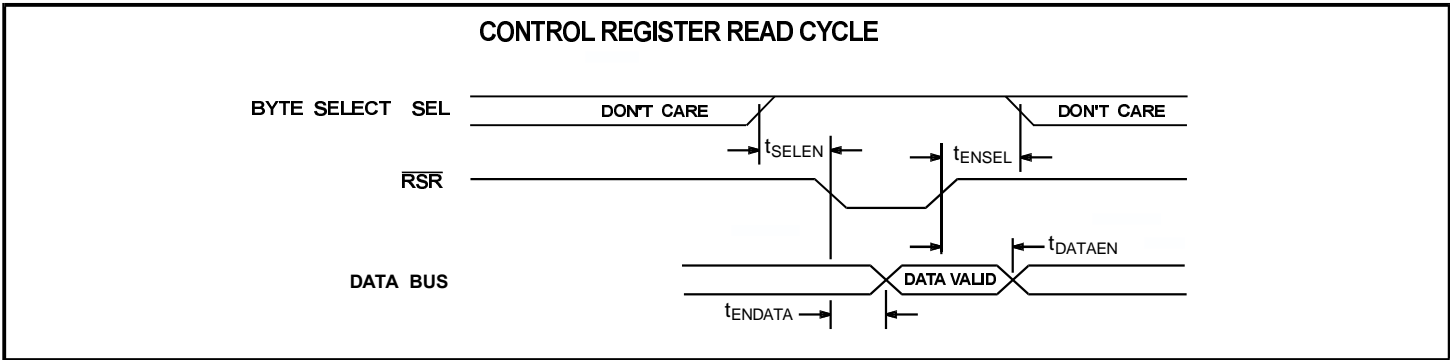 CONTROL REGISTER READ CYCLE
BYTE SELECT SEL
DON'T CARE
DON'T CARE
tSELEN
tENSEL
RSR
tDATAEN
DATA BUS
DATA VALID
tENDATA